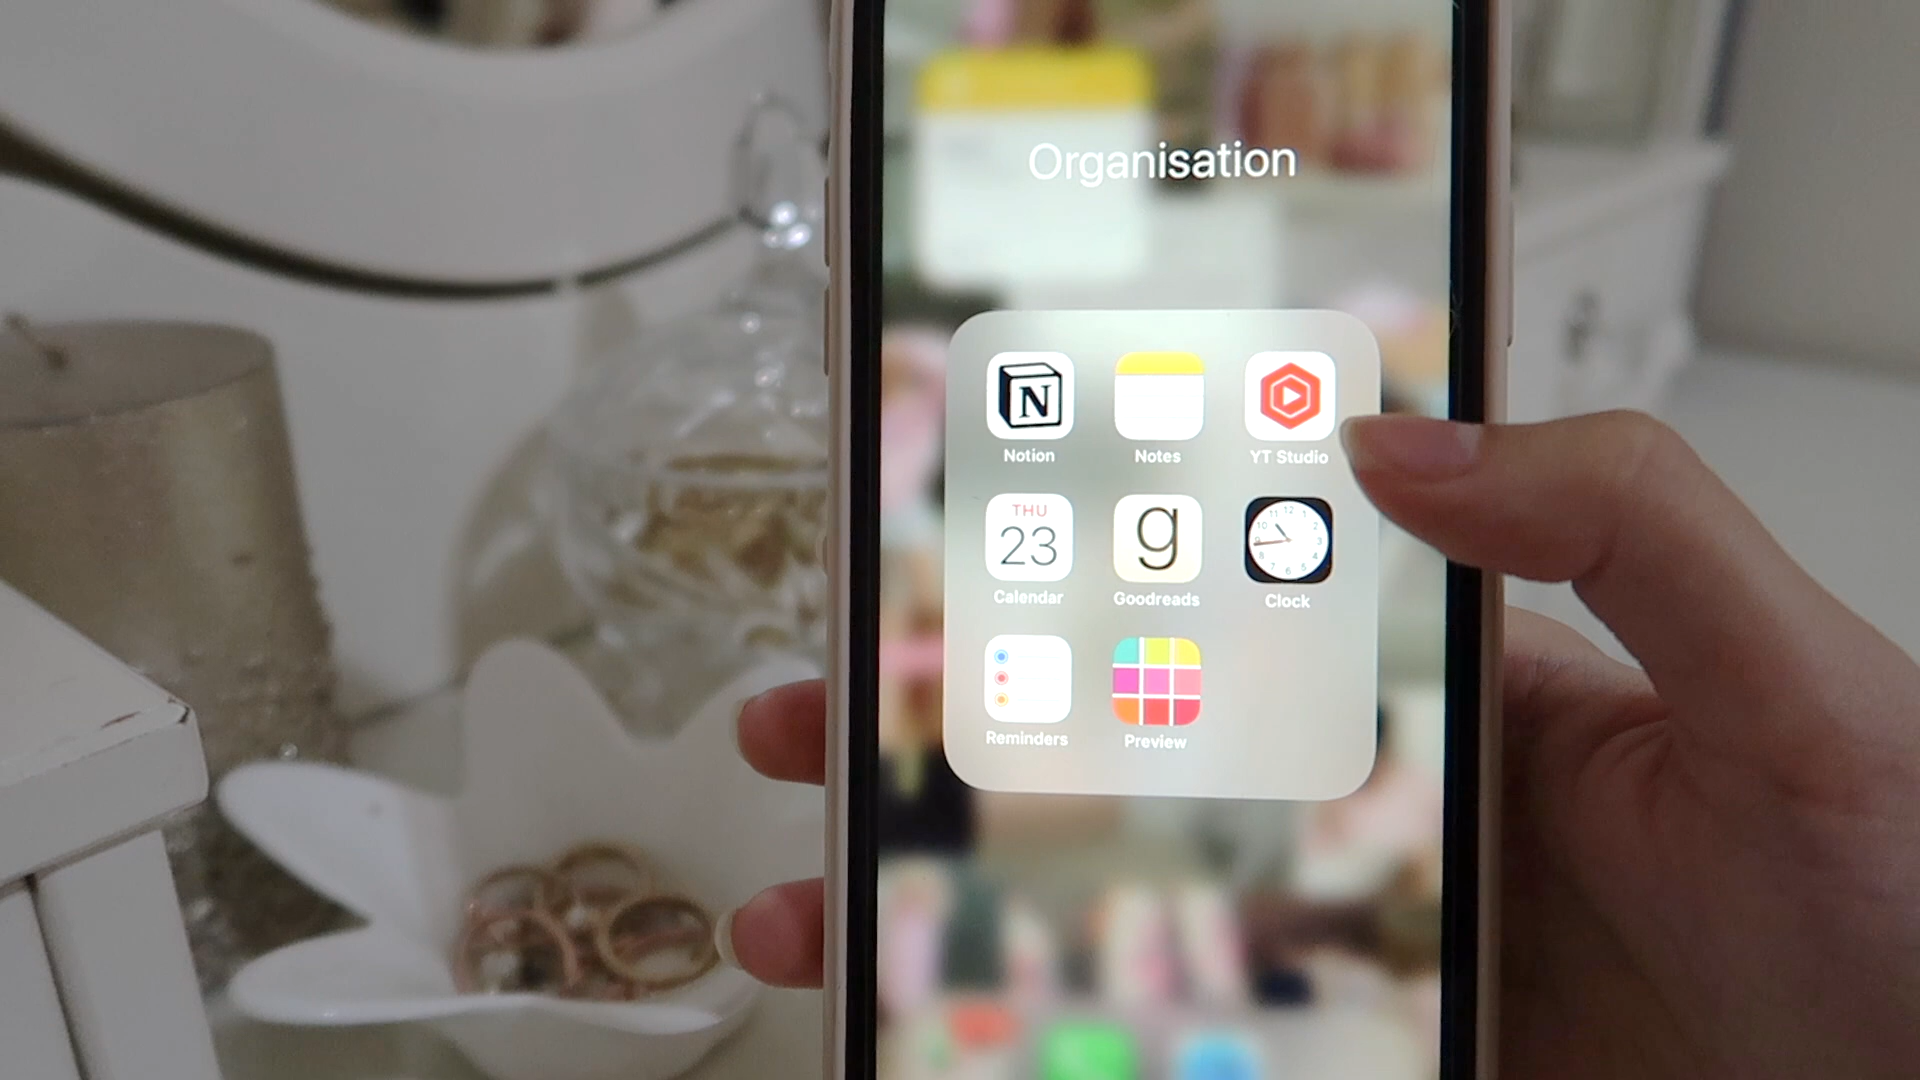 Organisation
N
Notion
Notes
YT Studio
THU
23
g
Calendar
Goodreads
Clock
Reminders
Preview